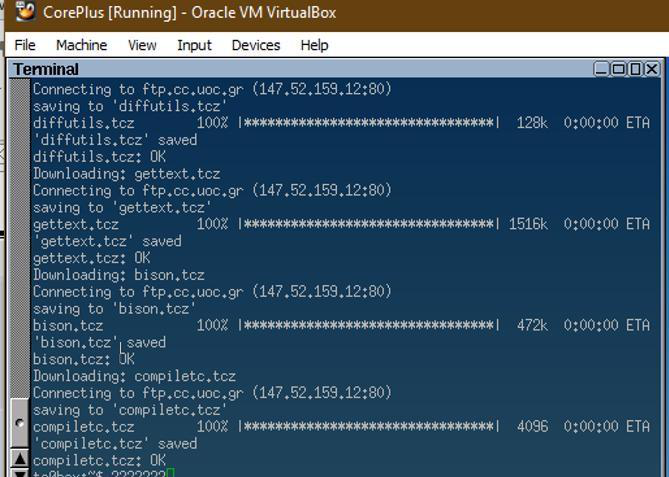 CorePlus [Running] - Oracle VM VirtualBox
File Machine View Input Devices Help
Terminal
Connecting to ftp.cc.uoc.gr (147.52.159.12:80)
saving to 'diffutils.tcz'
diffutils.tcz 100% |********************************| 128k 0:00:00 ETA
'diffutils.tcz' saved
diffutils.tcz: OK
Downloading: gettext.tcz
Connecting to ftp.cc.uoc.gr (147.52.159.12:80)
saving to 'gettext.tcz'
gettext.tcz 100% |********************************| 1516k 0:00:00 ETA
'gettext.tcz' saved
gettext.tcz: OK
Downloading: bison.tcz
Connecting to ftp.cc.uoc.gr (147.52.159.12:80)
saving to 'bison.tcz'
bison.tcz 100% |********************************| 472k 0:00:00 ETA
'bison.tcz' saved
bison.tcz: OK
Downloading: compiletc.tcz
Connecting to ftp.cc.uoc.gr (147.52.159.12:80)
saving to 'compiletc.tcz'
compiletc.tcz 100% |********************************| 4096 0:00:00 ETA
'compiletc.tcz' saved
compiletc.tcz: OK
tc@box:~$ ???????